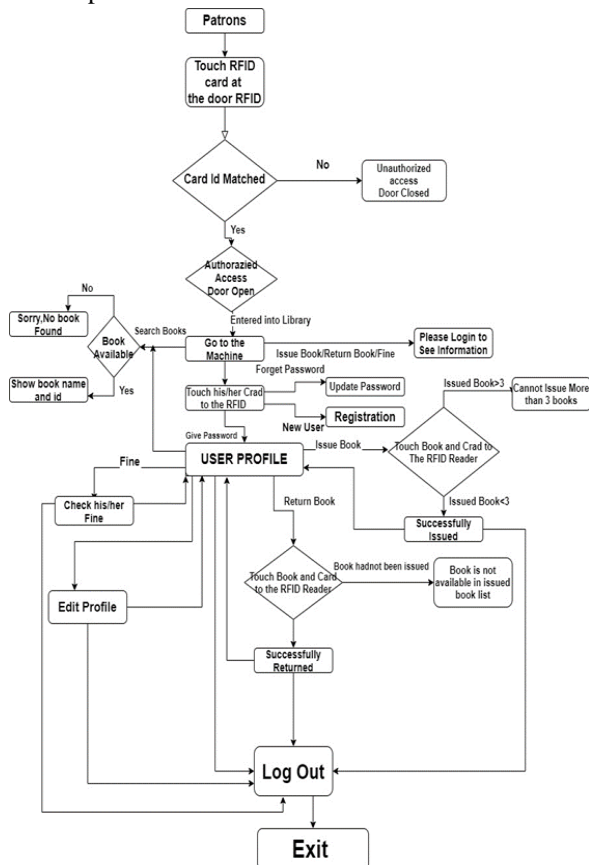 Patrons
Touch RFID
card at
the door RFID
Card Id Matched
No
Unauthorized
access
Door Closed
Yes
Authorazied
Access
Door Open
No
Entered into Library
Sorry,No book
Found
Search Books
Book
Available
Go to the
Machine
Issue Book/Return Book/Fine
Please Login to
See Information
Forget Password
Yes
Show book name
and id
Touch his/her Crad
to the RFID
Update Password
Issued Book>3
Cannot Issue More
than 3 books
New User
Registration
Give Password
Fine
USER PROFILE
Issue Book
Touch Book and Crad to
The RFID Reader
Check his/her
Fine
Return Book
Issued Book<3
Successfully
Issued
Touch Book and Card
to the RFID Reader
Book hadnot been issued
Book is not
available in issued
book list
Edit Profile
Successfully
Returned
Log Out
Exit